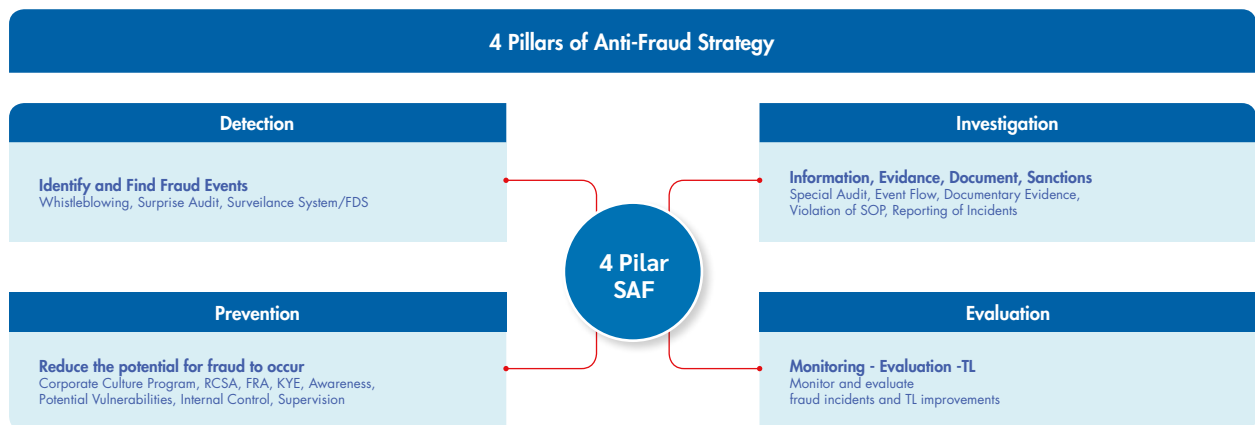 4 Pillars of Anti-Fraud Strategy
Detection
Identify and Find Fraud Events
Whistleblowing, Surprise Audit, Surveilance System/FDS
Investigation
Information, Evidence, Document, Sanctions
Special Audit, Event Flow, Documentary Evidence,
Violation of SOP, Reporting of Incidents
4 Pilar
SAF
Prevention
Reduce the potential for fraud to occur
Corporate Culture Program, RCSA, FRA, KYE, Awareness,
Potential Vulnerabilities, Internal Control, Supervision
Evaluation
Monitoring - Evaluation -TL
Monitor and evaluate
fraud incidents and TL improvements